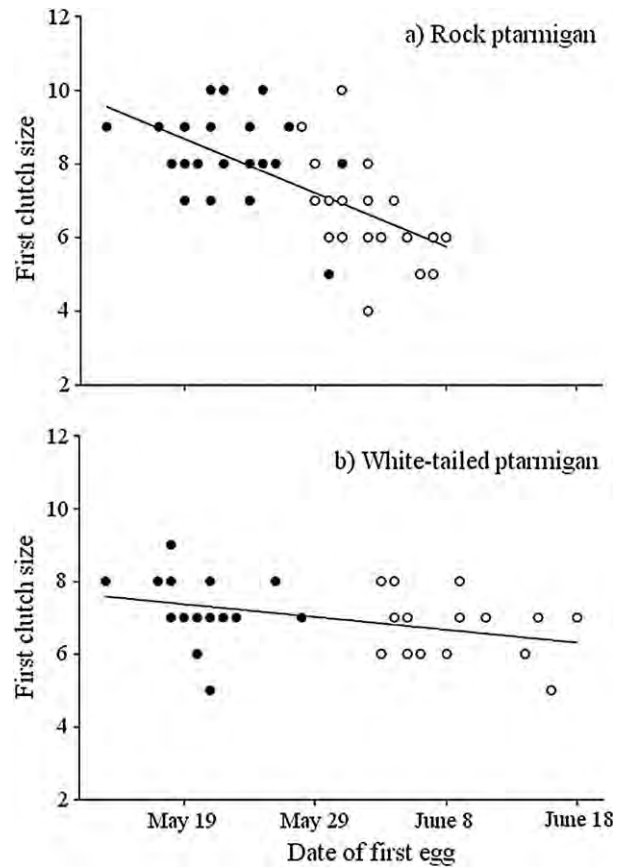 12
a) Rock ptarmigan
10
8
6
4
2
First clutch size
12
b) White-tailed ptarmigan
10
8
6
4
2
First clutch size
May 19 May 29 June 8 June 18
Date of first egg